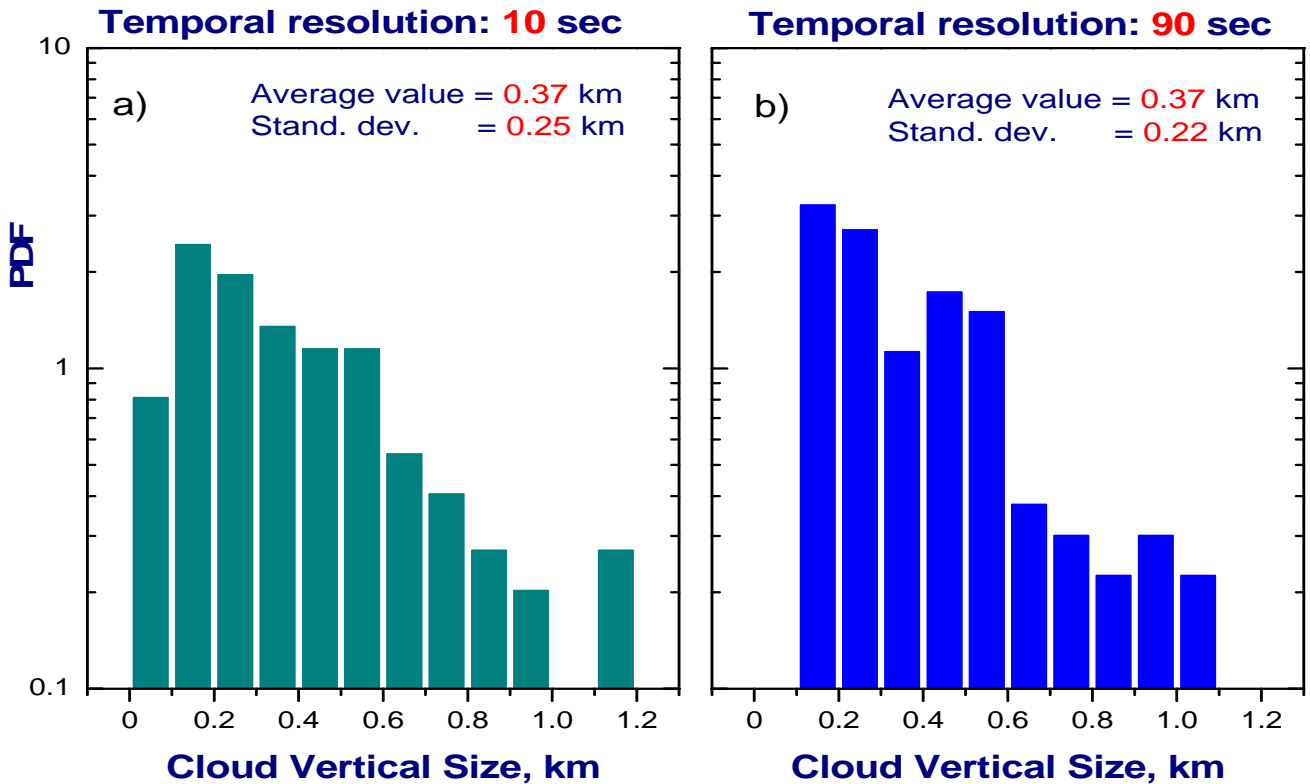 Temporal resolution: 10 sec
Temporal resolution: 90 sec
a)
Average value = 0.37 km
Stand. dev. = 0.25 km
b)
Average value = 0.37 km
Stand. dev. = 0.22 km
PDF
10
1
0.1
0 0.2 0.4 0.6 0.8 1.0 1.2
0 0.2 0.4 0.6 0.8 1.0 1.2
Cloud Vertical Size, km
Cloud Vertical Size, km